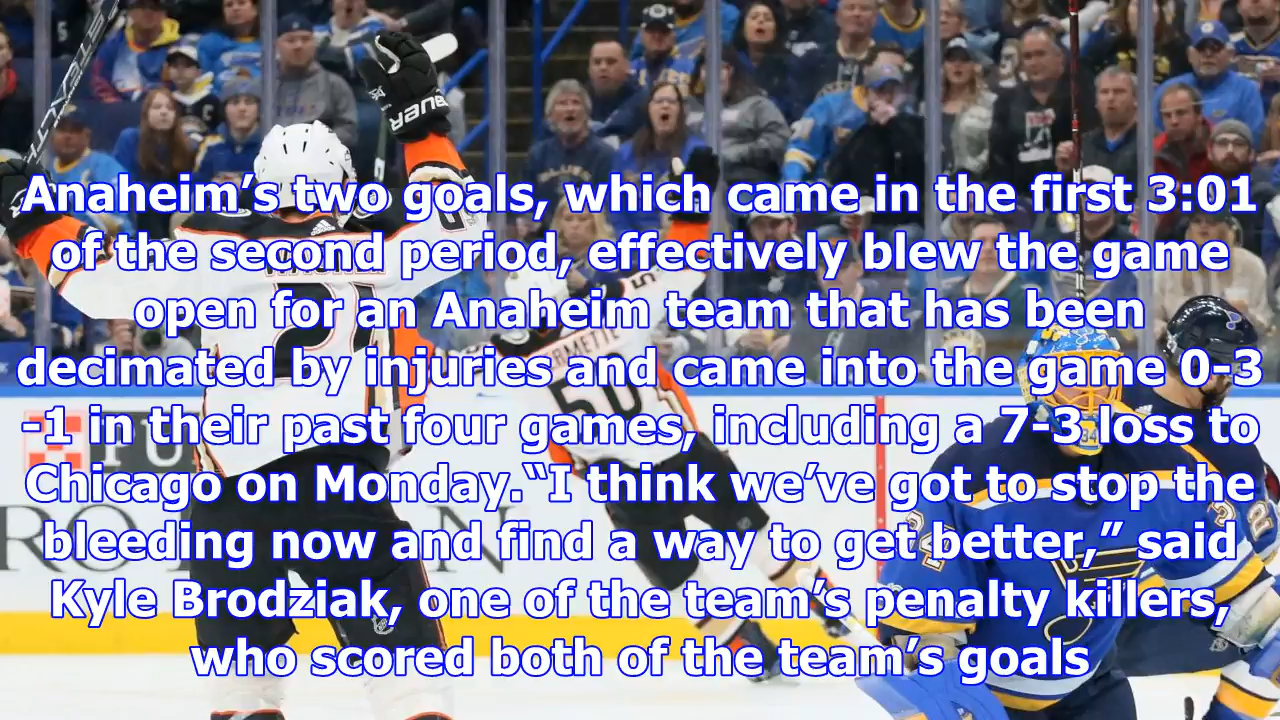 Anaheim’s two goals, which came in the first 3:01
of the second period, effectively blew the game
open for an Anaheim team that has been
decimated by injuries and came into the game 0-3
-1 in their past four games, including a 7-3 loss to
Chicago on Monday.“I think we’ve got to stop the
bleeding now and find a way to get better,” said
Kyle Brodziak, one of the team’s penalty killers,
who scored both of the team’s goals
BAUER
50
34